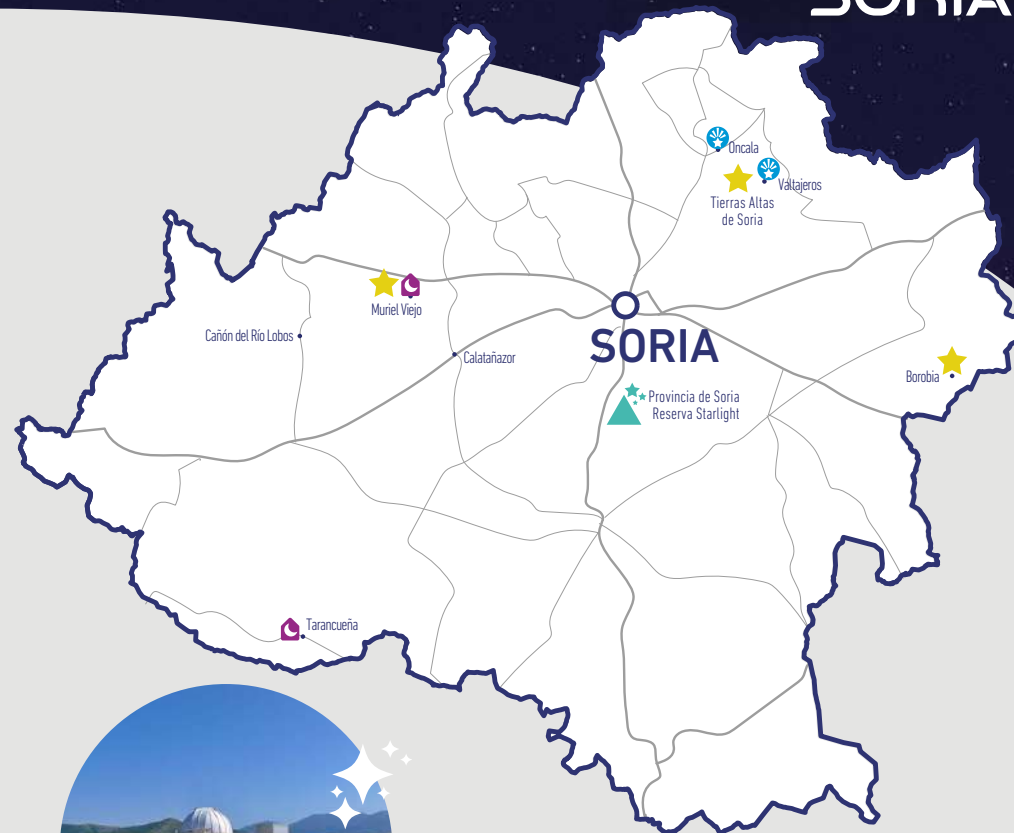 SORIA
Oncala
Valtajeros
Tierras Altas
de Soria
Muriel Viejo
Cañón del Río Lobos
Calatañazor
SORIA
Borobia
Provincia de Soria
Reserva Starlight
Tarancueña